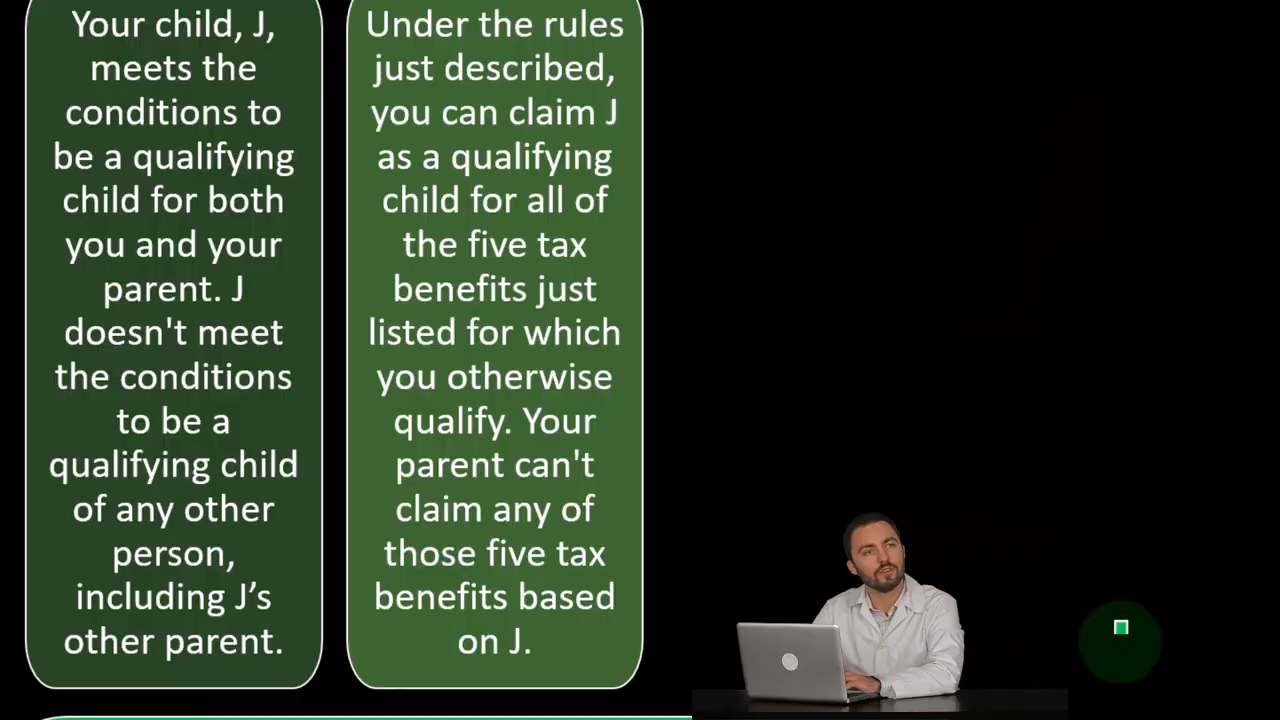 Your child, J,
meets the
conditions to
be a qualifying
child for both
you and your
parent. J
doesn't meet
the conditions
to be a
qualifying child
of any other
person,
including J’s
other parent.
Under the rules
just described,
you can claim J
as a qualifying
child for all of
the five tax
benefits just
listed for which
you otherwise
qualify. Your
parent can't
claim any of
those five tax
benefits based
on J.